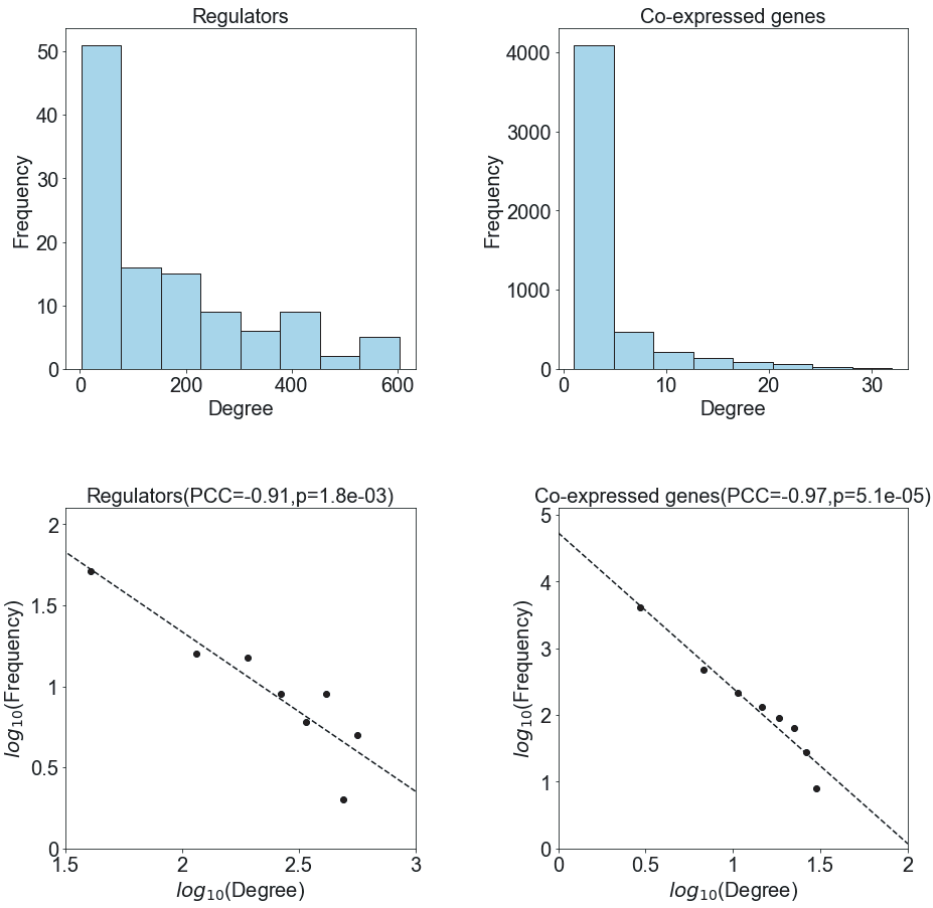 Regulators
Co-expressed genes
50
40
30
20
10
0
Frequency
0 200 400 600
Degree
4000
3000
2000
1000
0
Frequency
0 10 20 30
Degree
Regulators(PCC=-0.91,p=1.8e-03)
Co-expressed genes(PCC=-0.97,p=5.1e-05)
2
1.5
1
0.5
0
log10(Frequency)
1.5 2 2.5 3
log10(Degree)
5
4
3
2
1
0
log10(Frequency)
0 0.5 1 1.5 2
log10(Degree)